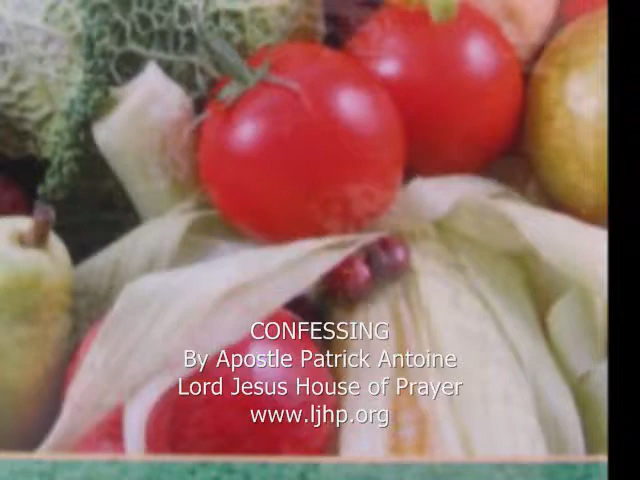 CONFESSING
By Apostle Patrick Antoine
Lord Jesus House of Prayer
www.ljhp.org